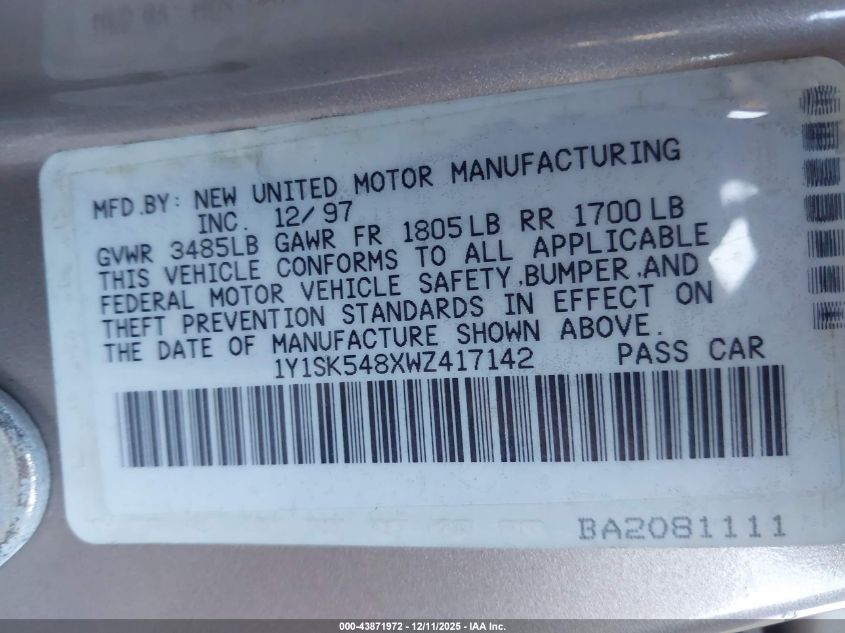 MFD.BY: NEW UNITED MOTOR MANUFACTURING
INC. 12/97
GVWR 3485LB GAWR FR 1805LB RR 1700LB
THIS VEHICLE CONFORMS TO ALL APPLICABLE
FEDERAL MOTOR VEHICLE SAFETY,BUMPER,AND
THEFT PREVENTION STANDARDS IN EFFECT ON
THE DATE OF MANUFACTURE SHOWN ABOVE.
1Y1SK548XWZ417142 PASS CAR
BA2081111
000-43871972 - 12/11/2025 - IAA Inc.